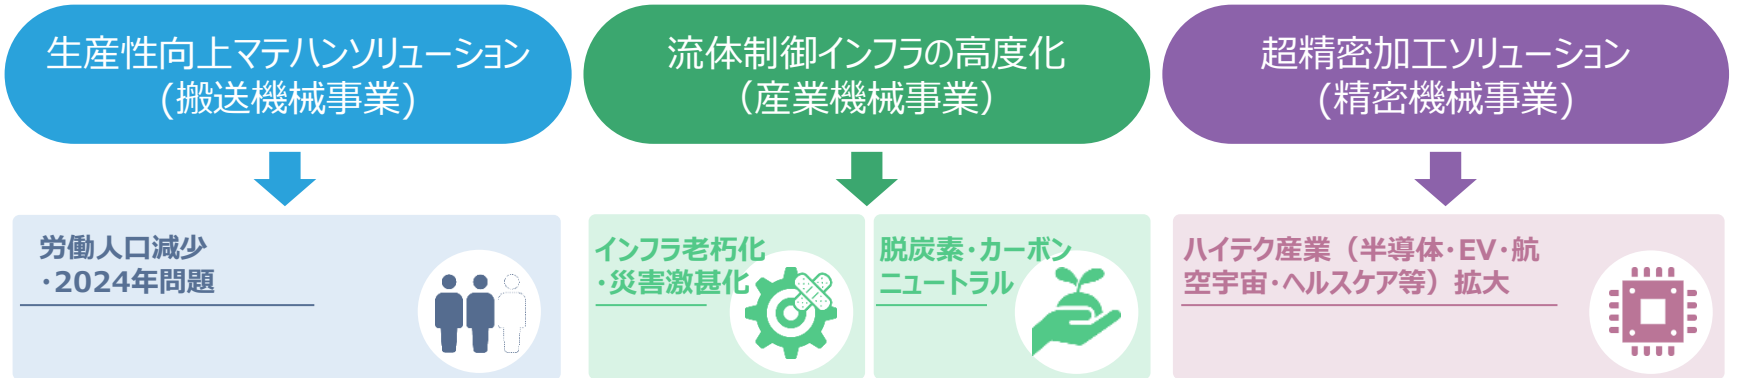 生産性向上マテハンソリューション
(搬送機械事業)
流体制御インフラの高度化
（産業機械事業）
超精密加工ソリューション
(精密機械事業)
労働人口減少
・2024年問題
インフラ老朽化
・災害激基化
脱炭素・カーボン
ニュートラル
ハイテク産業（半導体・EV・航
空宇宙・ヘルスケア等）拡大